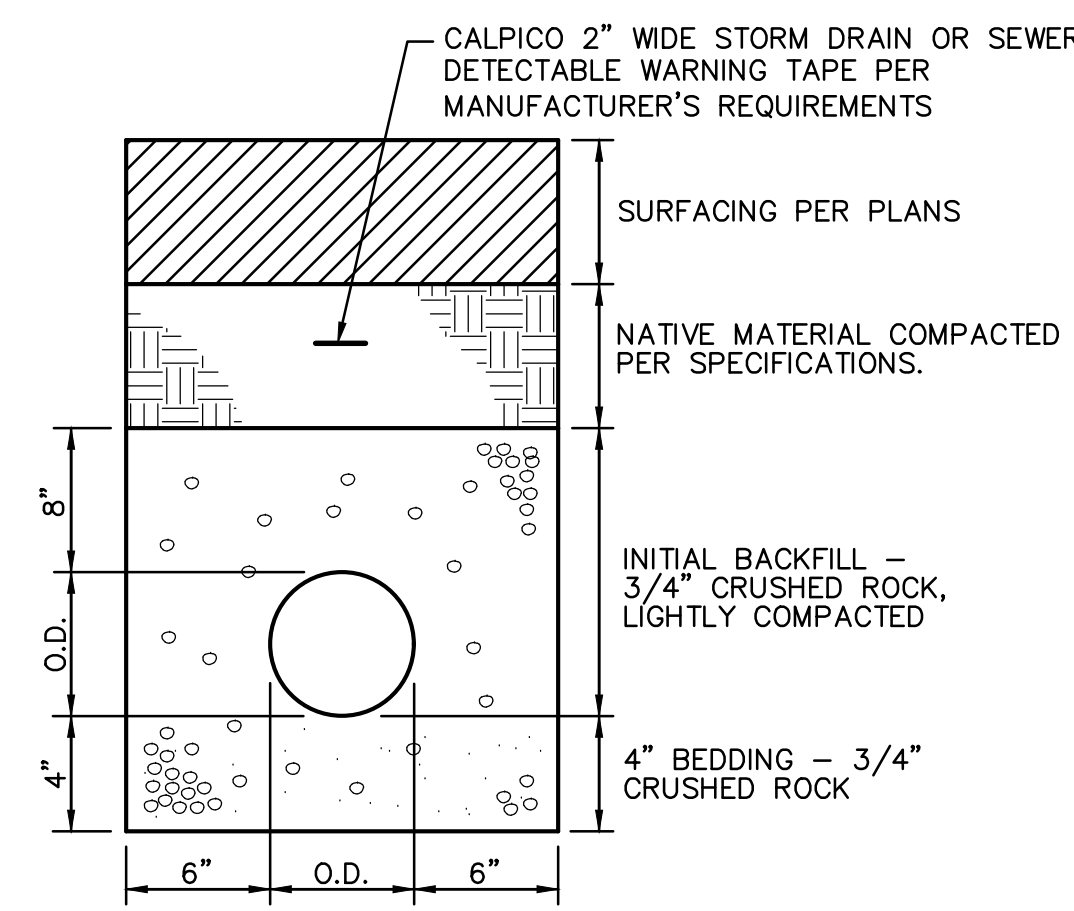 CALPICO 2” WIDE STORM DRAIN OR SEWER
DETECTABLE WARNING TAPE PER
MANUFACTURER’S REQUIREMENTS
SURFACING PER PLANS
NATIVE MATERIAL COMPACTED
PER SPECIFICATIONS.
8”
INITIAL BACKFILL –
3/4” CRUSHED ROCK,
LIGHTLY COMPACTED
O.D.
4”
4” BEDDING – 3/4”
CRUSHED ROCK
6” O.D. 6”